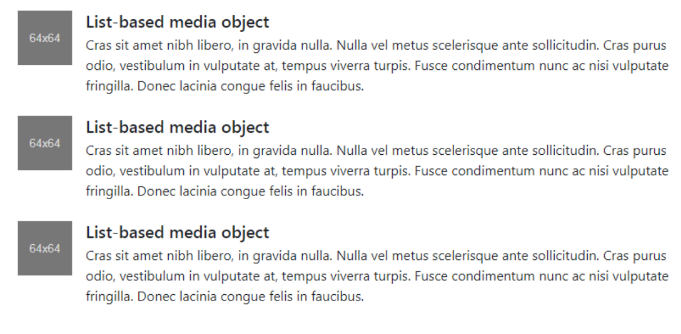 64x64
List-based media object
Cras sit amet nibh libero, in gravida nulla. Nulla vel metus scelerisque ante sollicitudin. Cras purus
odio, vestibulum in vulputate at, tempus viverra turpis. Fusce condimentum nunc ac nisi vulputate
fringilla. Donec lacinia congue felis in faucibus.
64x64
List-based media object
Cras sit amet nibh libero, in gravida nulla. Nulla vel metus scelerisque ante sollicitudin. Cras purus
odio, vestibulum in vulputate at, tempus viverra turpis. Fusce condimentum nunc ac nisi vulputate
fringilla. Donec lacinia congue felis in faucibus.
64x64
List-based media object
Cras sit amet nibh libero, in gravida nulla. Nulla vel metus scelerisque ante sollicitudin. Cras purus
odio, vestibulum in vulputate at, tempus viverra turpis. Fusce condimentum nunc ac nisi vulputate
fringilla. Donec lacinia congue felis in faucibus.